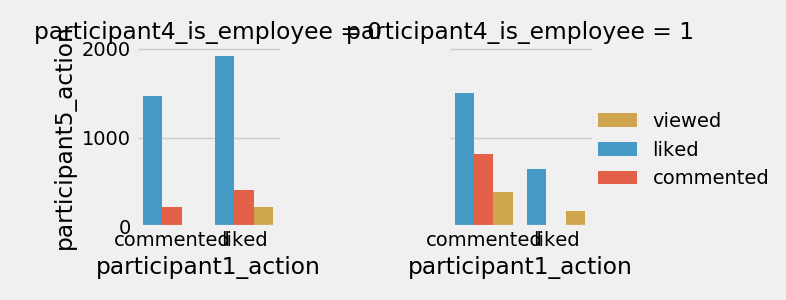 participant4_is_employee = 0
participant4_is_employee = 1
participant5_action
2000
1000
0
commented
liked
commented
liked
participant1_action
participant1_action
viewed
liked
commented